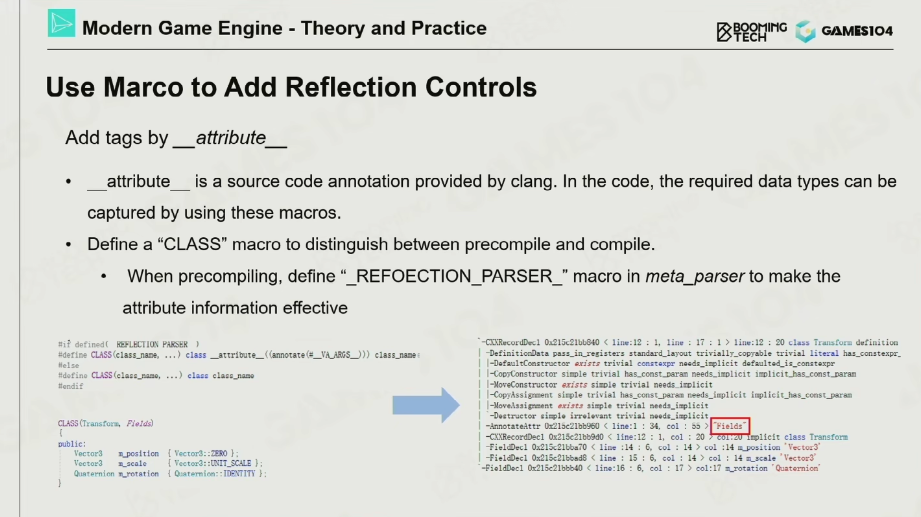 Modern Game Engine - Theory and Practice
BOOMING TECH
GAMES104
Use Marco to Add Reflection Controls
Add tags by __attribute__
• __attribute__ is a source code annotation provided by clang. In the code, the required data types can be
captured by using these macros.
• Define a “CLASS” macro to distinguish between precompile and compile.
• When precompiling, define “_REFOECTION_PARSER_” macro in meta_parser to make the
attribute information effective
#if defined(__REFLECTION_PARSER__)
#define CLASS(class_name, ...) class __attribute__((annotate(#__VA_ARGS__))) class_name;
#else
#define CLASS(class_name, ...) class class_name
#endif
CLASS(Transform, Fields)
{
public:
Vector3 m_position { Vector3::ZERO };
Vector3 m_scale { Vector3::UNIT_SCALE };
Quaternion m_rotation { Quaternion::IDENTITY };
}
`-CXXRecordDecl 0x215c21bb840 < line:12 : 1, line : 17 : 1 > line:12 : 20 class Transform definition
| |-DefinitionData pass_in_registers standard_layout trivially_copyable trivial literal has_constexpr_
| |-DefaultConstructor exists trivial constexpr needs_implicit defaulted_is_constexpr
| |-CopyConstructor simple trivial has_const_param needs_implicit implicit_has_const_param
| |-MoveConstructor exists simple trivial needs_implicit
| |-CopyAssignment simple trivial has_const_param needs_implicit implicit_has_const_param
| |-MoveAssignment exists simple trivial needs_implicit
| `-Destructor simple irrelevant trivial needs_implicit
| -AnnotateAttr 0x215c21bb960 < line:1 : 34, col : 55 > "Fields"
| -CXXRecordDecl 0x215c21bb9d0 < line:12 : 1, col : 20 > col:20 implicit class Transform
| -FieldDecl 0x215c21bba70 < line :14 : 6, col : 14 > col :14 m_position 'Vector3'
| -FieldDecl 0x215c21bbad8 < line : 15 : 6, col : 14 > col : 14 m_scale 'Vector3'
`-FieldDecl 0x215c21bbb40 < line:16 : 6, col : 17 > col:17 m_rotation 'Quaternion'